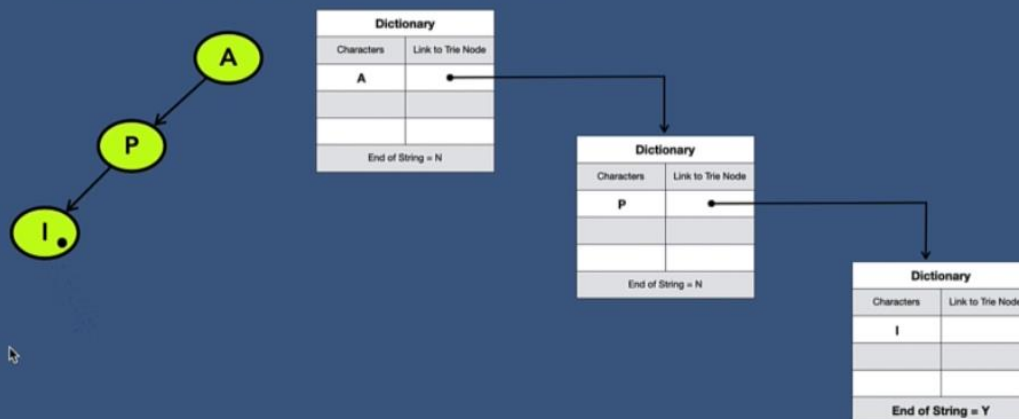 A
P
I
Dictionary
Characters Link to Trie Node
A
End of String = N
Dictionary
Characters Link to Trie Node
P
End of String = N
Dictionary
Characters Link to Trie Node
I
End of String = Y